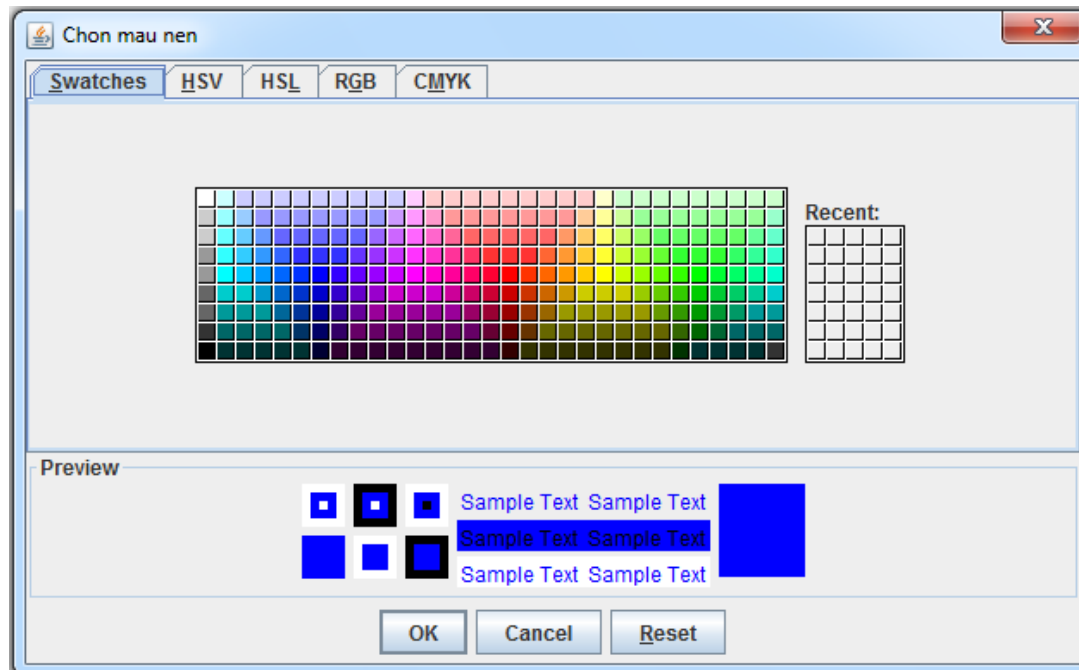 Chon mau nen
Swatches HSV HSL RGB CMYK
Recent:
Preview
Sample Text Sample Text
Sample Text Sample Text
Sample Text Sample Text
OK Cancel Reset